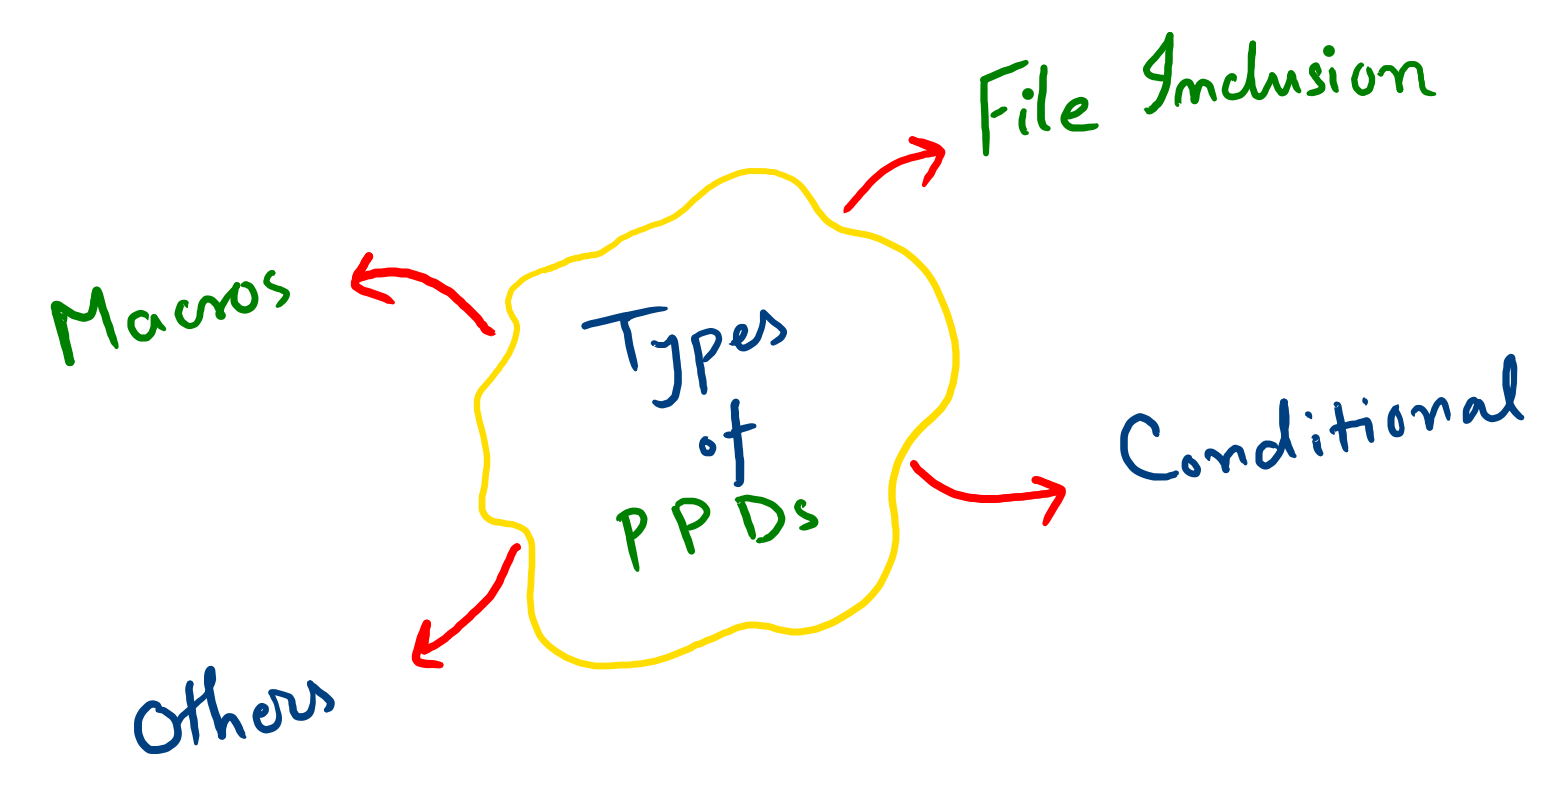 File Inclusion
Macros
Types
of
PPDs
Conditional
Others